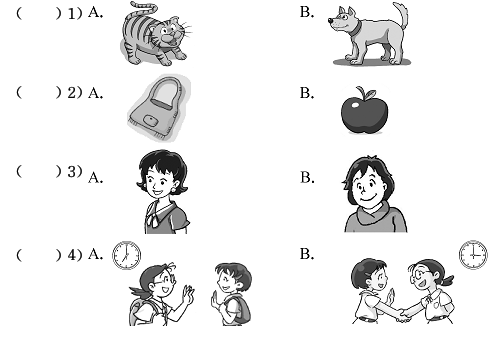 (    ) 1) A.    B.
(    ) 2) A.    B.
(    ) 3) A.    B.
(    ) 4) A.    B.